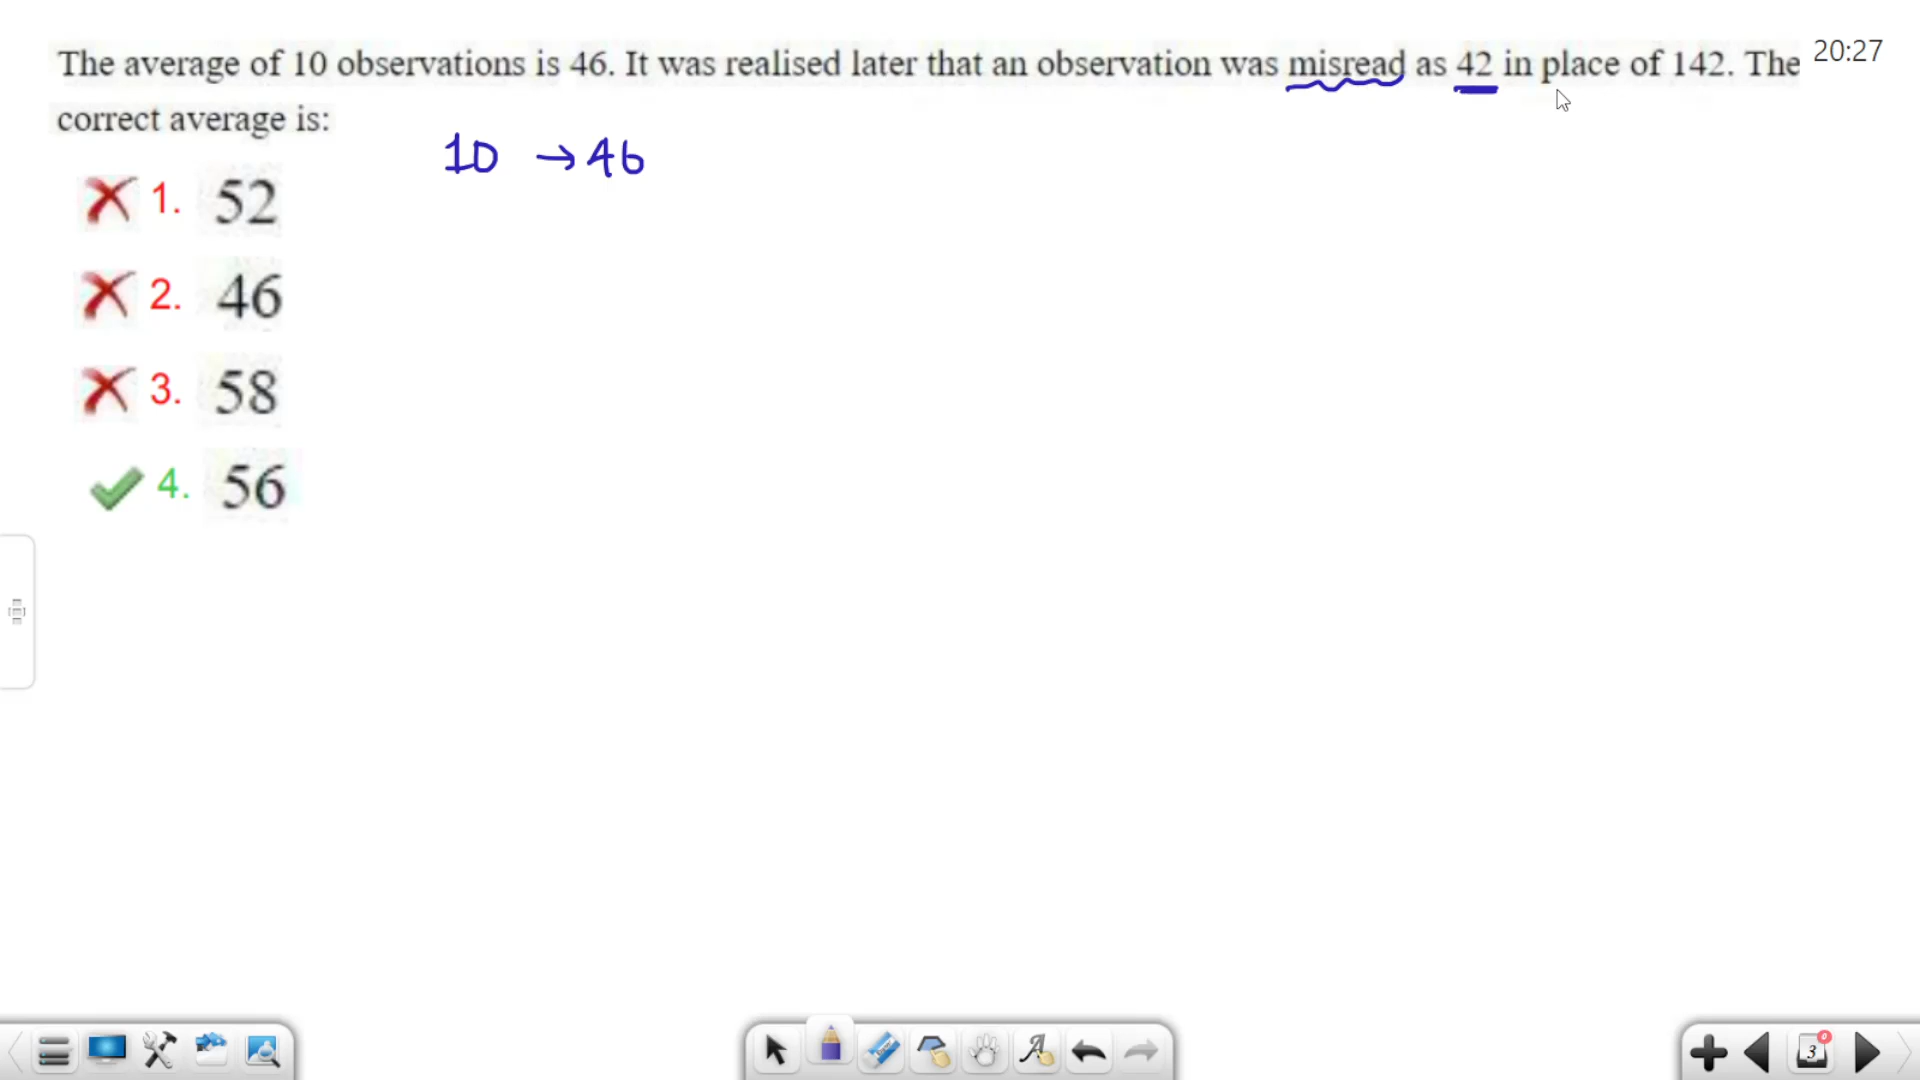 The average of 10 observations is 46. It was realised later that an observation was misread as 42 in place of 142. The
20:27
correct average is:
10 → 46
1. 52
2. 46
3. 58
4. 56
3